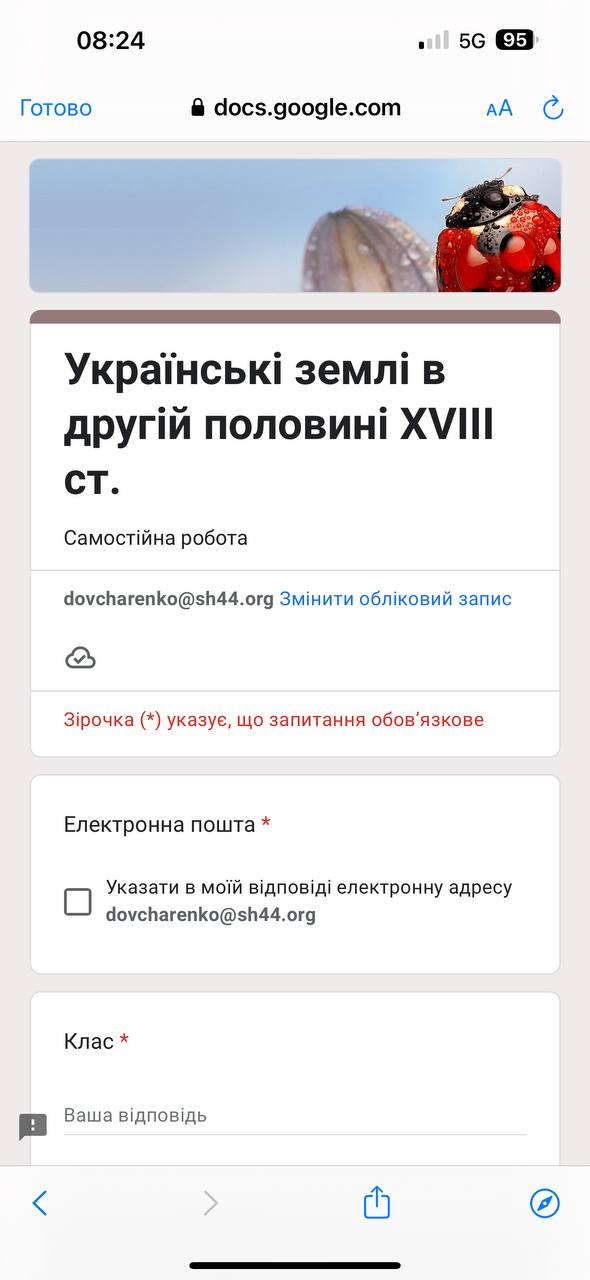 08:24
5G 95
Готово
docs.google.com
AA
Українські землі в
другій половині XVIII
ст.
Самостійна робота
dovcharenko@sh44.org Змінити обліковий запис
Зірочка (*) указує, що запитання обов’язкове
Електронна пошта *
Указати в моїй відповіді електронну адресу
dovcharenko@sh44.org
Клас *
Ваша відповідь